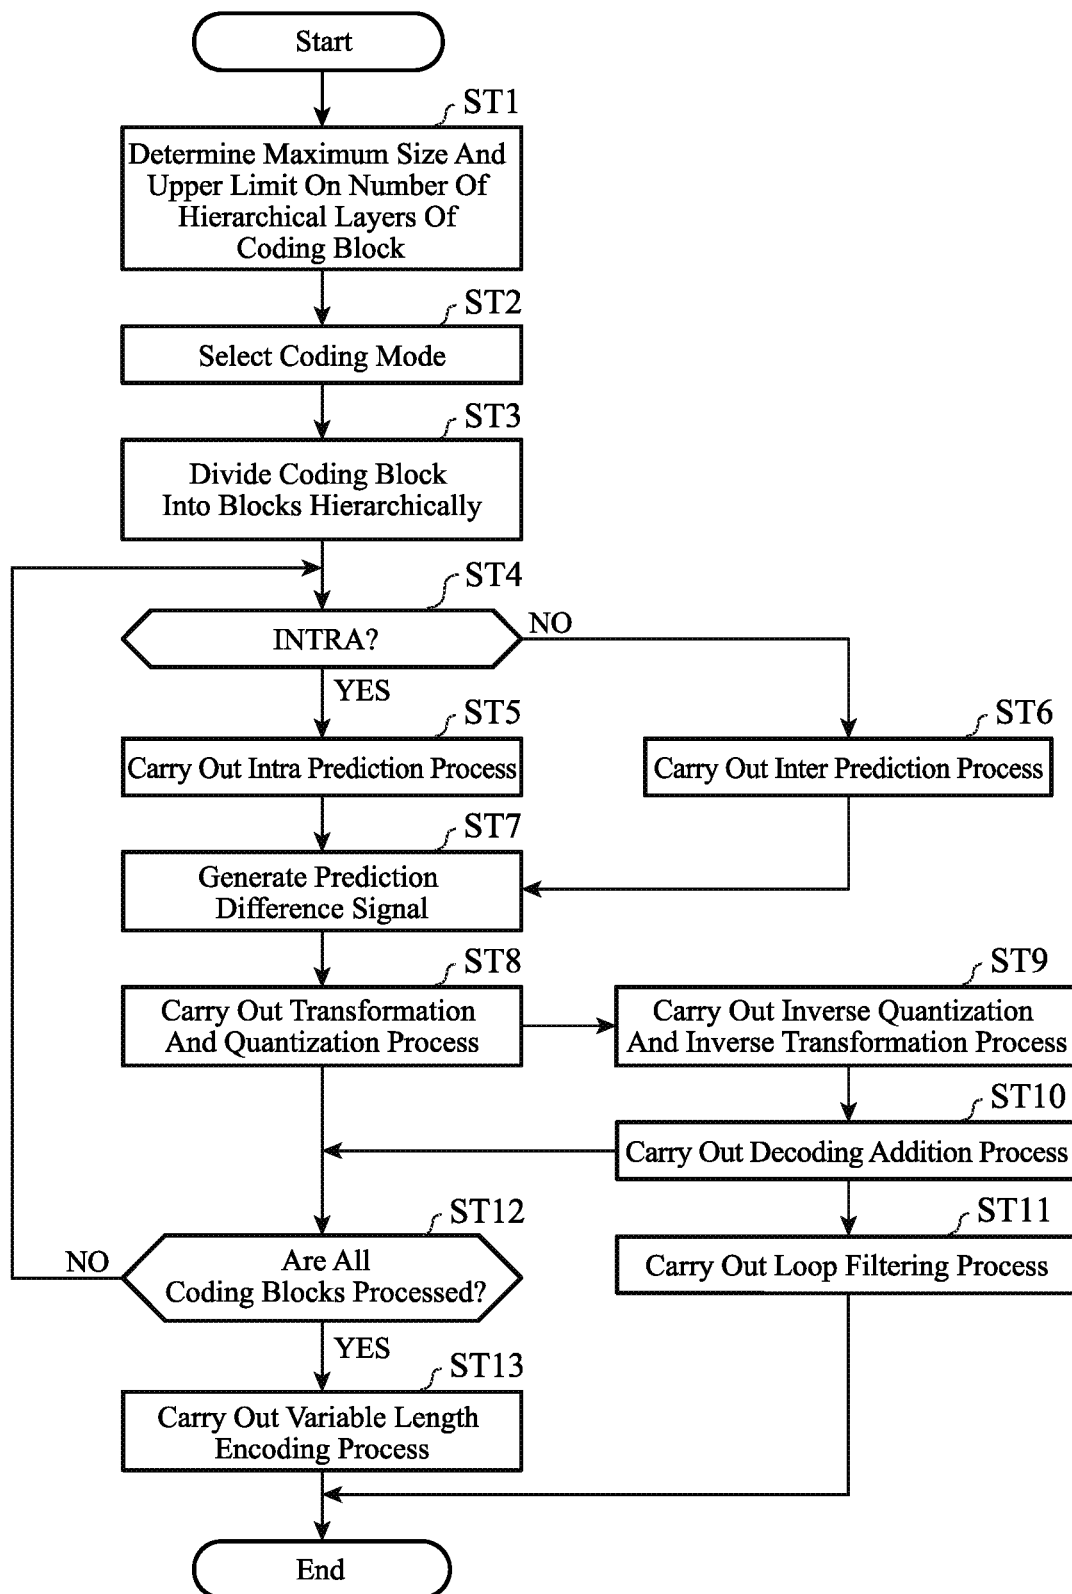 Start
ST1
Determine Maximum Size And
Upper Limit On Number Of
Hierarchical Layers Of
Coding Block
ST2
Select Coding Mode
ST3
Divide Coding Block
Into Blocks Hierarchically
ST4
INTRA?
NO
YES
ST5
Carry Out Intra Prediction Process
ST6
Carry Out Inter Prediction Process
ST7
Generate Prediction
Difference Signal
ST8
Carry Out Transformation
And Quantization Process
ST9
Carry Out Inverse Quantization
And Inverse Transformation Process
ST10
Carry Out Decoding Addition Process
ST11
Carry Out Loop Filtering Process
ST12
Are All
Coding Blocks Processed?
NO
YES
ST13
Carry Out Variable Length
Encoding Process
End